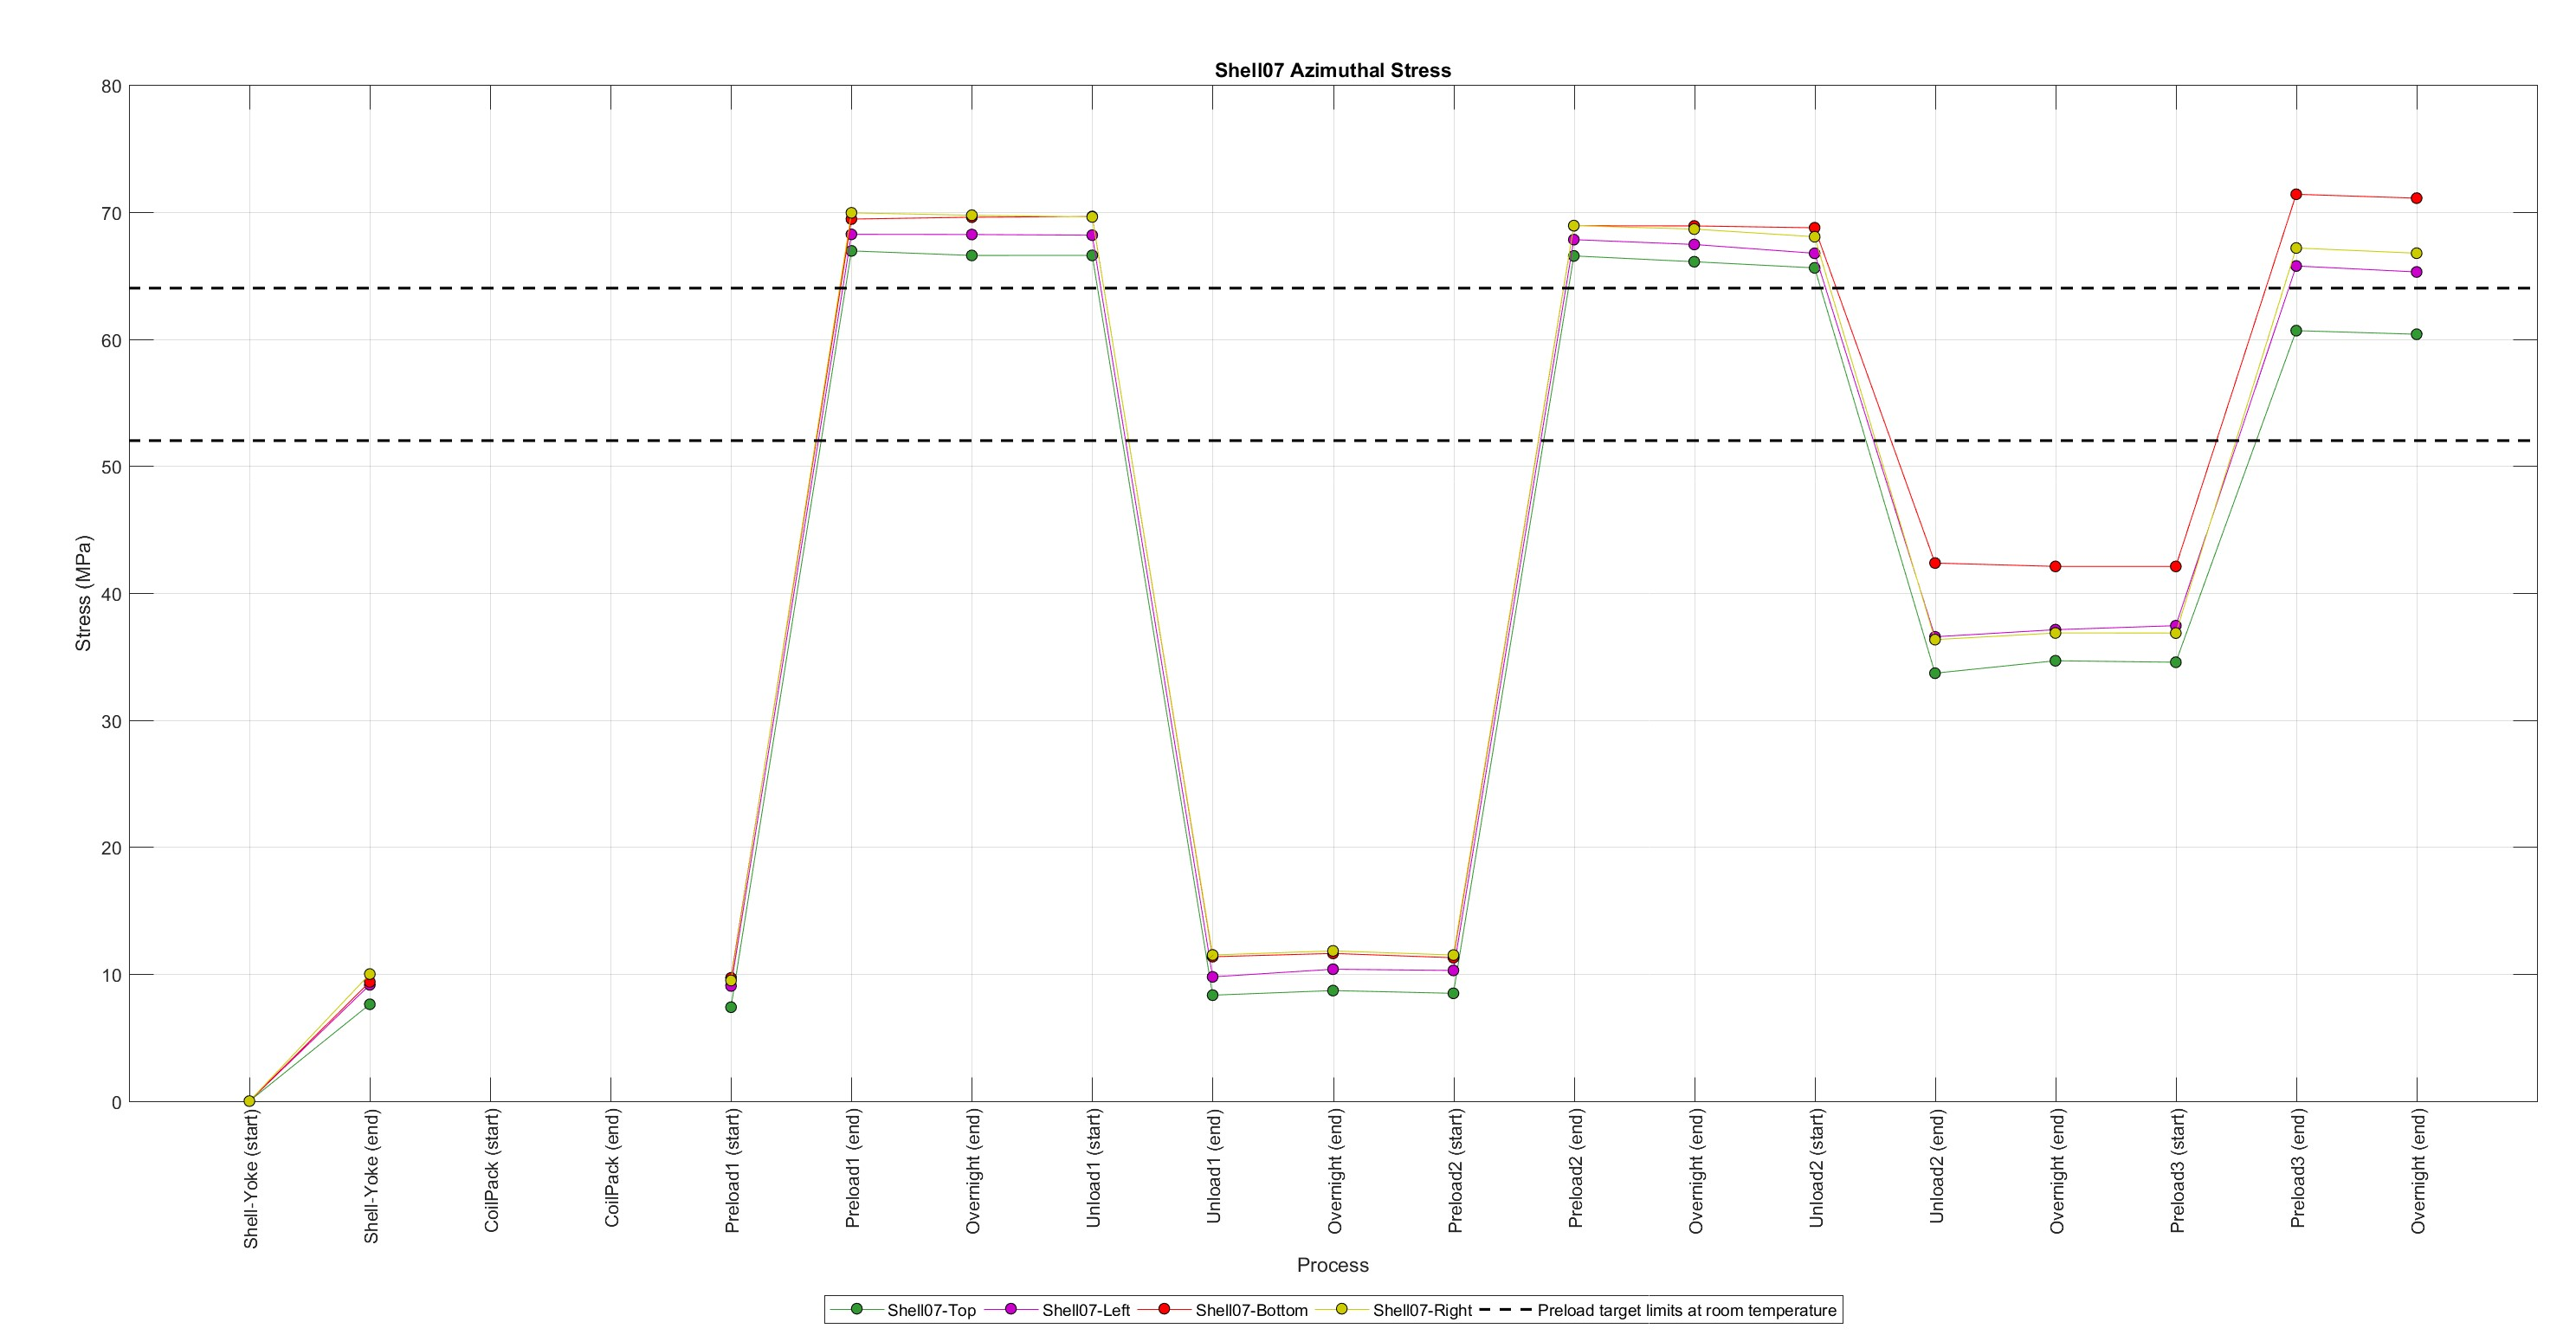 Shell07 Azimuthal Stress
80
70
60
50
40
30
20
10
0
Stress (MPa)
Shell-Yoke (start)
Shell-Yoke (end)
CoilPack (start)
CoilPack (end)
Preload1 (start)
Preload1 (end)
Overnight (end)
Unload1 (start)
Unload1 (end)
Overnight (end)
Preload2 (start)
Preload2 (end)
Overnight (end)
Unload2 (start)
Unload2 (end)
Overnight (end)
Preload3 (start)
Preload3 (end)
Overnight (end)
Process
Shell07-Top Shell07-Left Shell07-Bottom Shell07-Right Preload target limits at room temperature